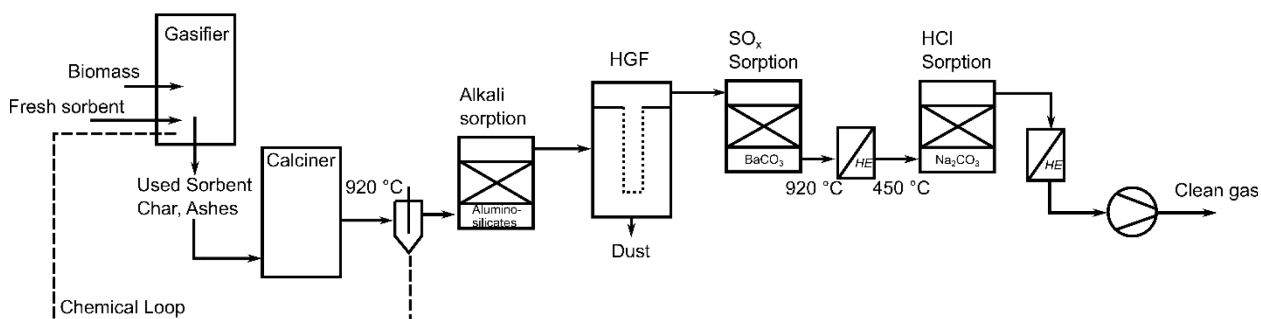 Gasifier
Biomass
Fresh sorbent
Used Sorbent
Char, Ashes
Chemical Loop
Calciner
920 °C
Alkali
sorption
Alumino-
silicates
HGF
Dust
SOₓ
Sorption
BaCO₃
920 °C
HE
450 °C
HCl
Sorption
Na₂CO₃
HE
Clean gas